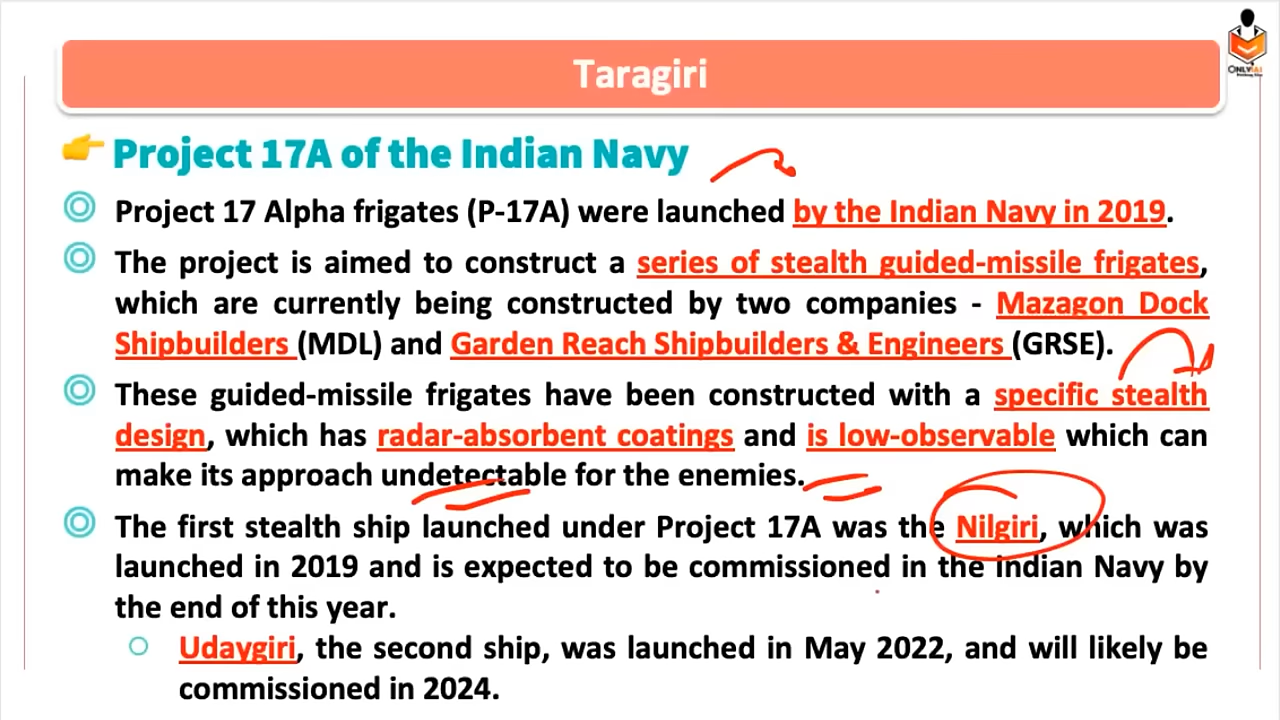 Taragiri
ONLYIAS
Project 17A of the Indian Navy
Project 17 Alpha frigates (P-17A) were launched by the Indian Navy in 2019.
The project is aimed to construct a series of stealth guided-missile frigates,
which are currently being constructed by two companies - Mazagon Dock
Shipbuilders (MDL) and Garden Reach Shipbuilders & Engineers (GRSE).
These guided-missile frigates have been constructed with a specific stealth
design, which has radar-absorbent coatings and is low-observable which can
make its approach undetectable for the enemies.
The first stealth ship launched under Project 17A was the Nilgiri, which was
launched in 2019 and is expected to be commissioned in the Indian Navy by
the end of this year.
Udaygiri, the second ship, was launched in May 2022, and will likely be
commissioned in 2024.